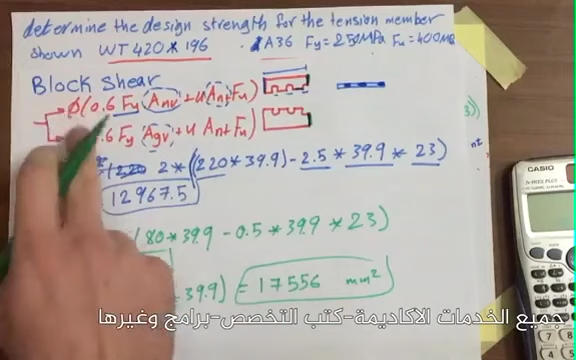 determine the design strength for the tension member
shown WT 420 * 196 A36 Fy = 250MPa Fu = 400MPa
Block Shear
Ø(0.6 Fy Anv + u Ant Fu)
.6 Fy Agv + u Ant Fu)
2 * (220 * 39.9) - 2.5 * 39.9 * 23)
12967.5
(80 * 39.9 - 0.5 * 39.9 * 23)
* 39.9) = 17556 mm²
CASIO
جميع الخدمات الاكاديمة-كتب التخصص-برامج وغيرها